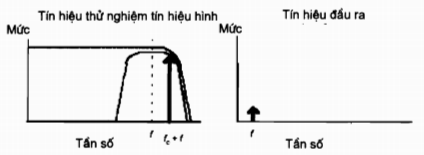 Tín hiệu thử nghiệm tín hiệu hình
Tín hiệu đầu ra
Mức
Mức
f
f꜀ + f
f
Tần số
Tần số